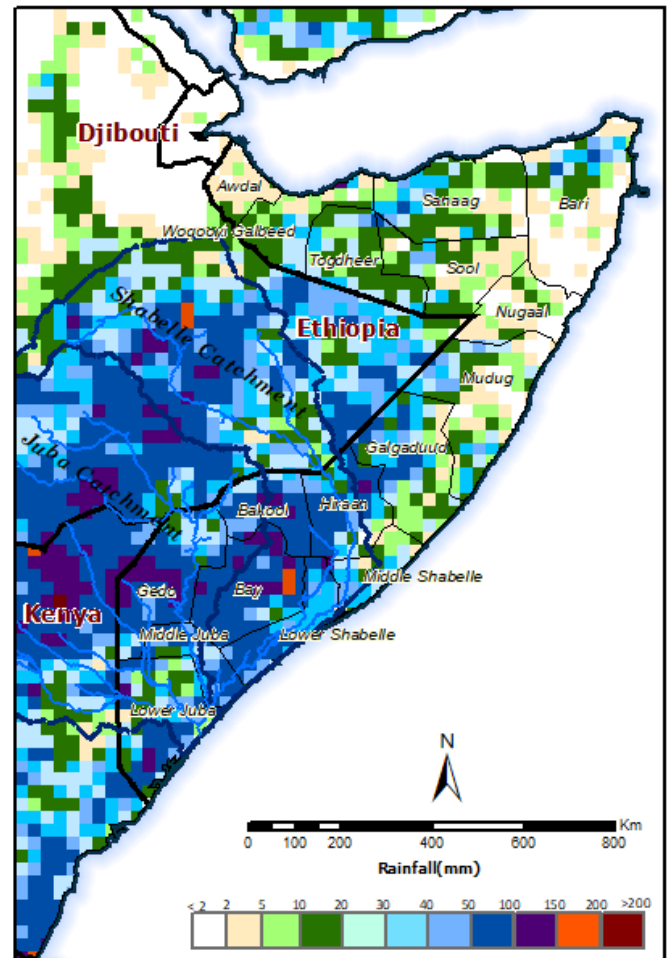 Djibouti
Awdal
Sanaag
Bari
Woqooyi Galbeed
Togdheer
Sool
Shabelle Catchment
Ethiopia
Nugaal
Mudug
Galgaduud
Juba Catchment
Bakool
Hiraan
Gedo
Bay
Middle Shabelle
Kenya
Middle Juba
Lower Shabelle
Lower Juba
N
Km
0 100 200 400 600 800
Rainfall(mm)
< 2 2 5 10 20 30 40 50 100 150 200 >200